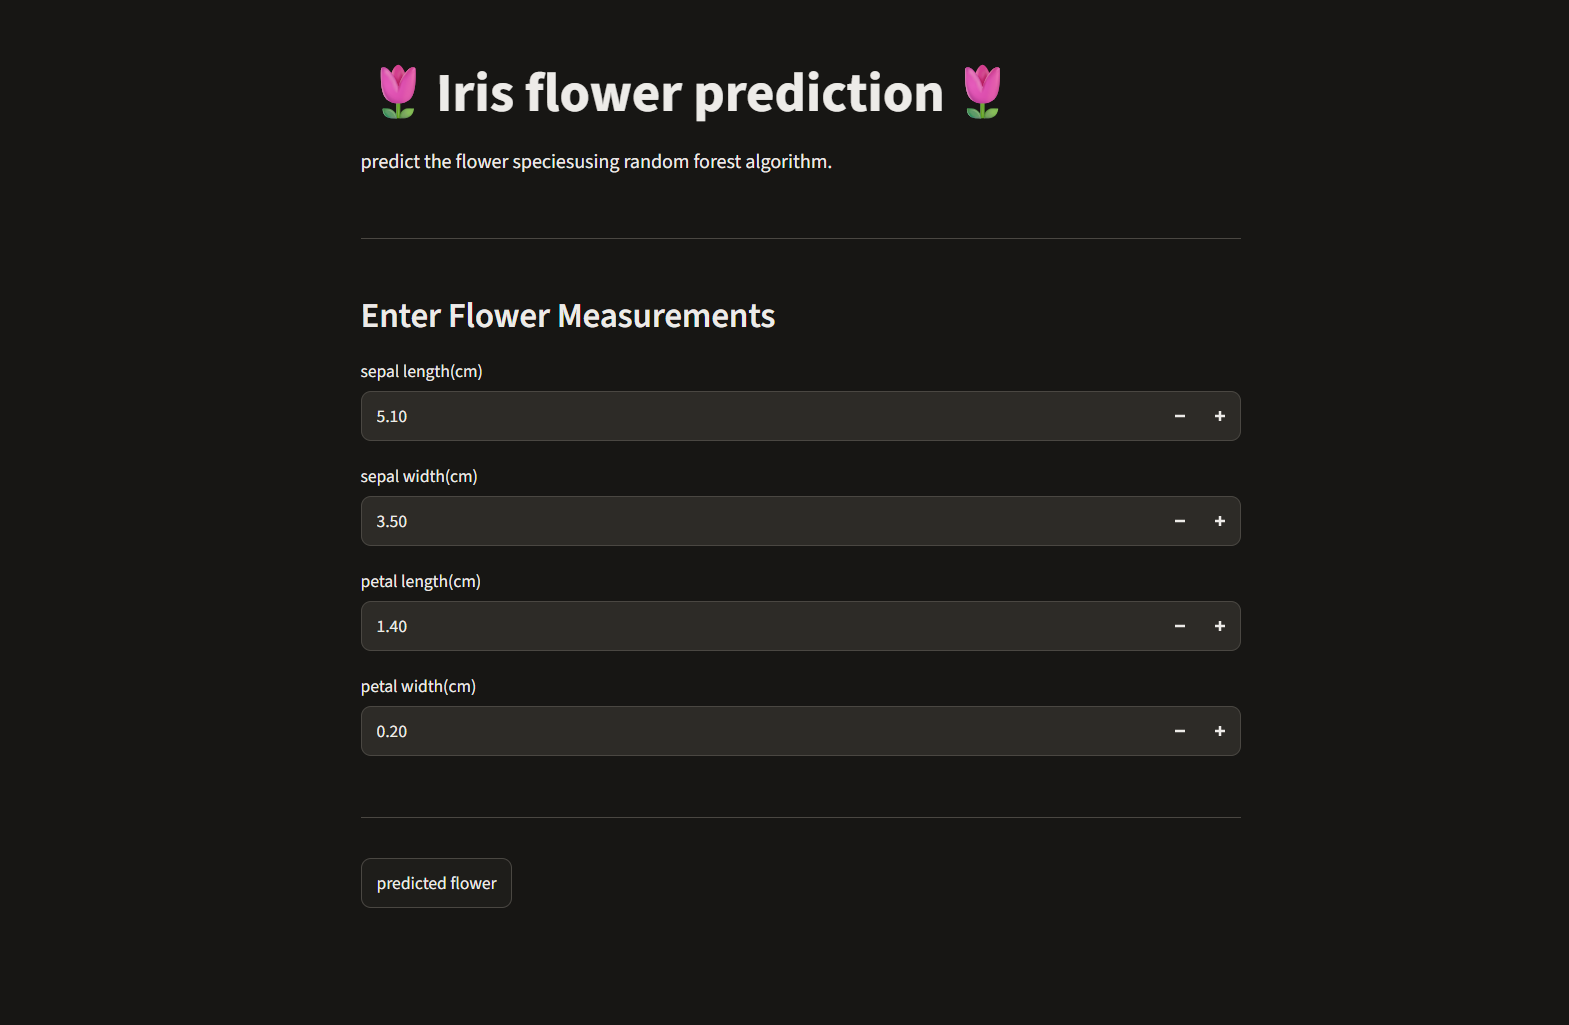 🌷 Iris flower prediction 🌷
predict the flower speciesusing random forest algorithm.
Enter Flower Measurements
sepal length(cm)
5.10
sepal width(cm)
3.50
petal length(cm)
1.40
petal width(cm)
0.20
predicted flower